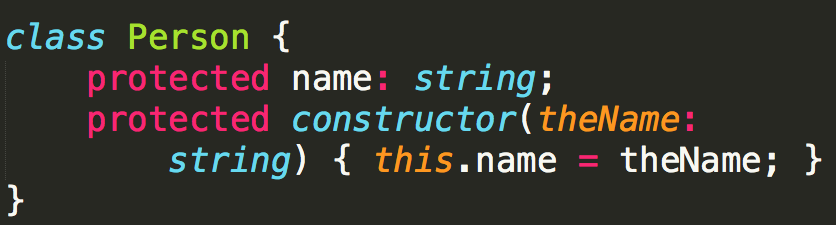 class Person {
protected name: string;
protected constructor(theName:
string) { this.name = theName; }
}